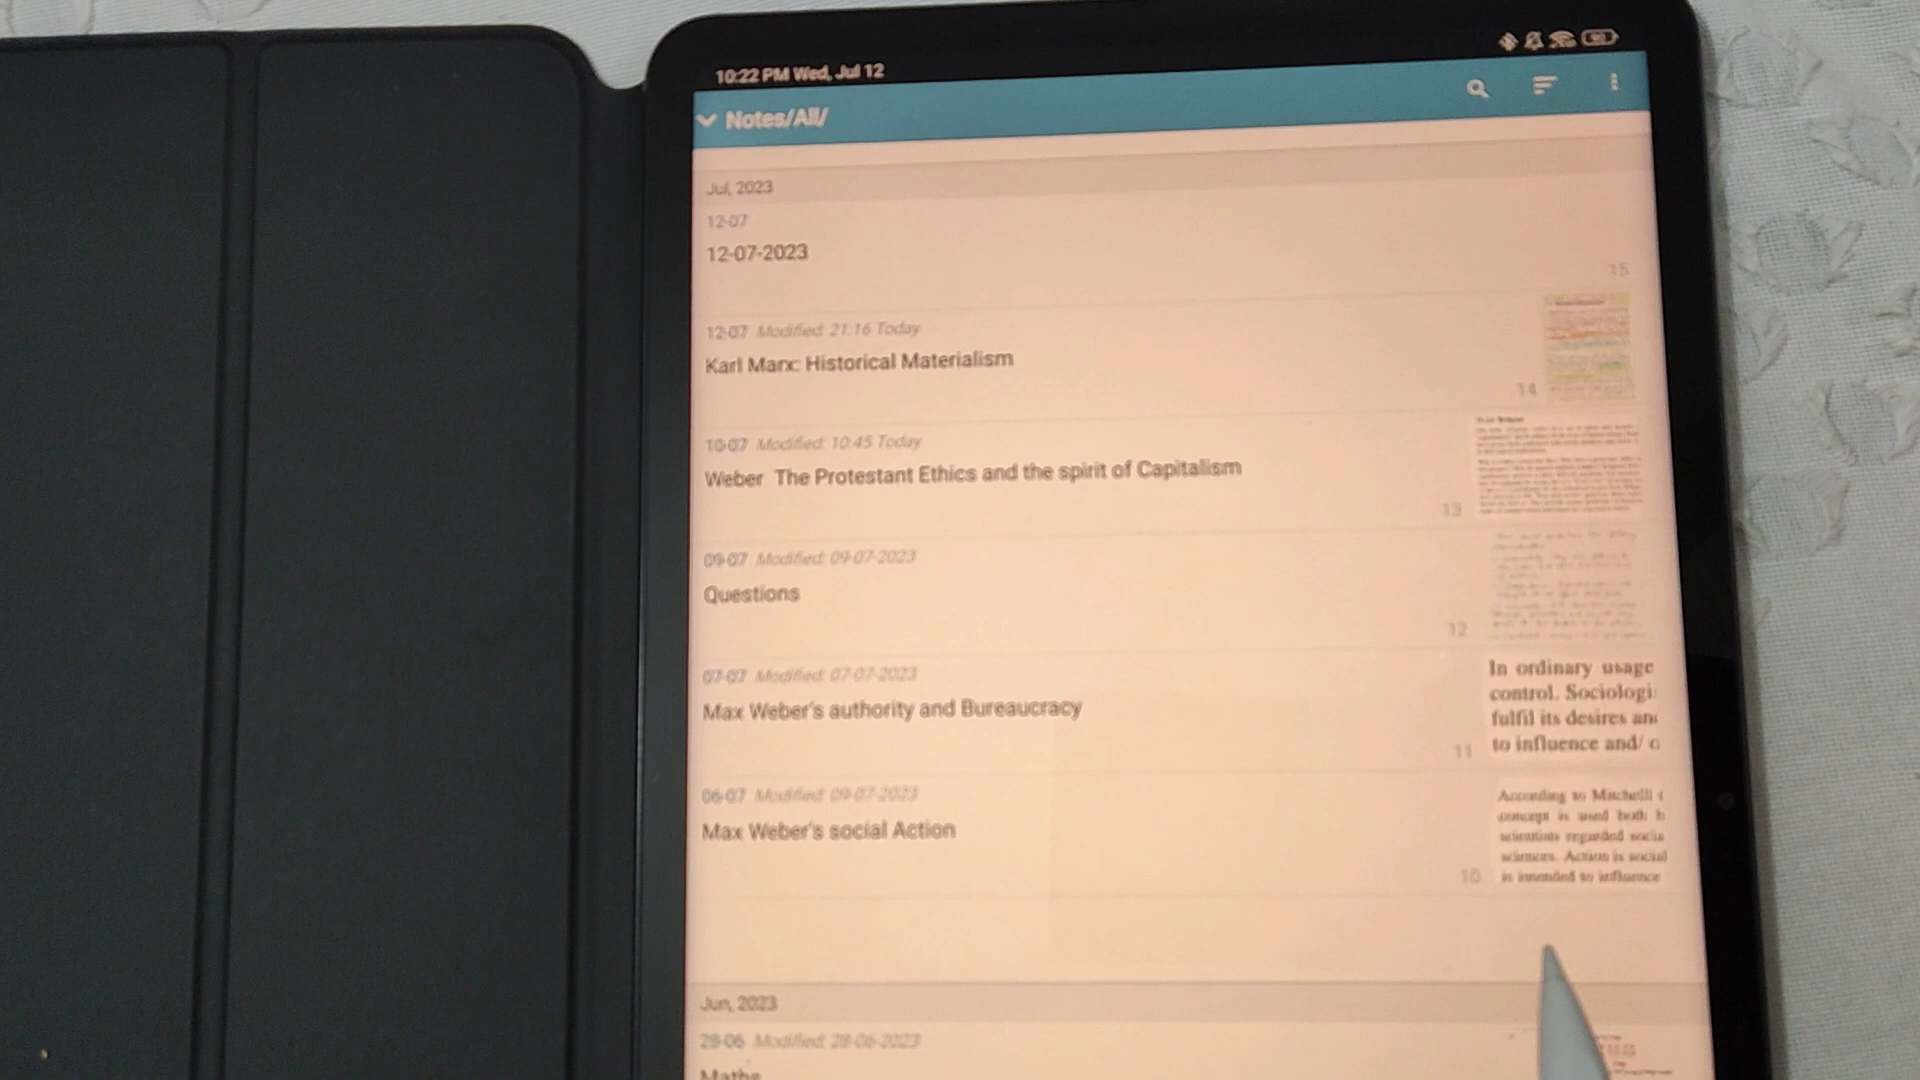 10:22 PM Wed, Jul 12
Notes/All/
Jul, 2023
12-07
12-07-2023
15
12-07 Modified: 21:16 Today
Karl Marx: Historical Materialism
14
10-07 Modified: 10:45 Today
Weber The Protestant Ethics and the spirit of Capitalism
13
09-07 Modified: 09-07-2023
Questions
12
07-07 Modified: 07-07-2023
Max Weber's authority and Bureaucracy
11
In ordinary usage
control. Sociologi
fulfil its desires an
to influence and/ o
06-07 Modified: 09-07-2023
Max Weber's social Action
10
According to Mitchelll
concept is used both b
scientists regarded socia
sciences. Action is social
is intended to influence
Jun, 2023
28-06 Modified: 28-06-2023
Maths